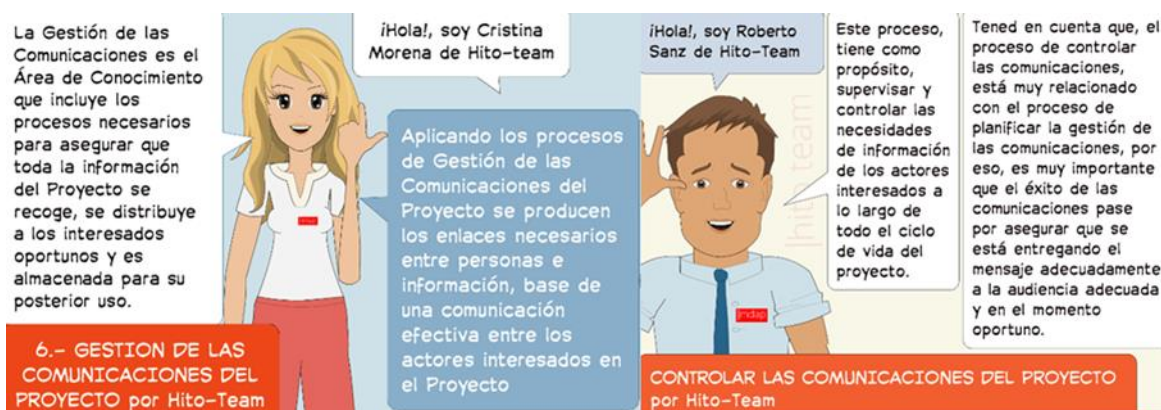 La Gestión de las
Comunicaciones es el
Área de Conocimiento
que incluye los
procesos necesarios
para asegurar que
toda la información
del Proyecto se
recoge, se distribuye
a los interesados
oportunos y es
almacenada para su
posterior uso.
6.- GESTION DE LAS
COMUNICACIONES DEL
PROYECTO por Hito-Team
¡Hola!, soy Cristina
Morena de Hito-team
Aplicando los procesos
de Gestión de las
Comunicaciones del
Proyecto se producen
los enlaces necesarios
entre personas e
información, base de
una comunicación
efectiva entre los
actores interesados en
el Proyecto
¡Hola!, soy Roberto
Sanz de Hito-Team
|hito team
Este proceso,
tiene como
propósito,
supervisar y
controlar las
necesidades
de información
de los actores
interesados a
lo largo de
todo el ciclo
de vida del
proyecto.
Tened en cuenta que, el
proceso de controlar
las comunicaciones,
está muy relacionado
con el proceso de
planificar la gestión de
las comunicaciones, por
eso, es muy importante
que el éxito de las
comunicaciones pase
por asegurar que se
está entregando el
mensaje adecuadamente
a la audiencia adecuada
y en el momento
oportuno.
CONTROLAR LAS COMUNICACIONES DEL PROYECTO
por Hito-Team